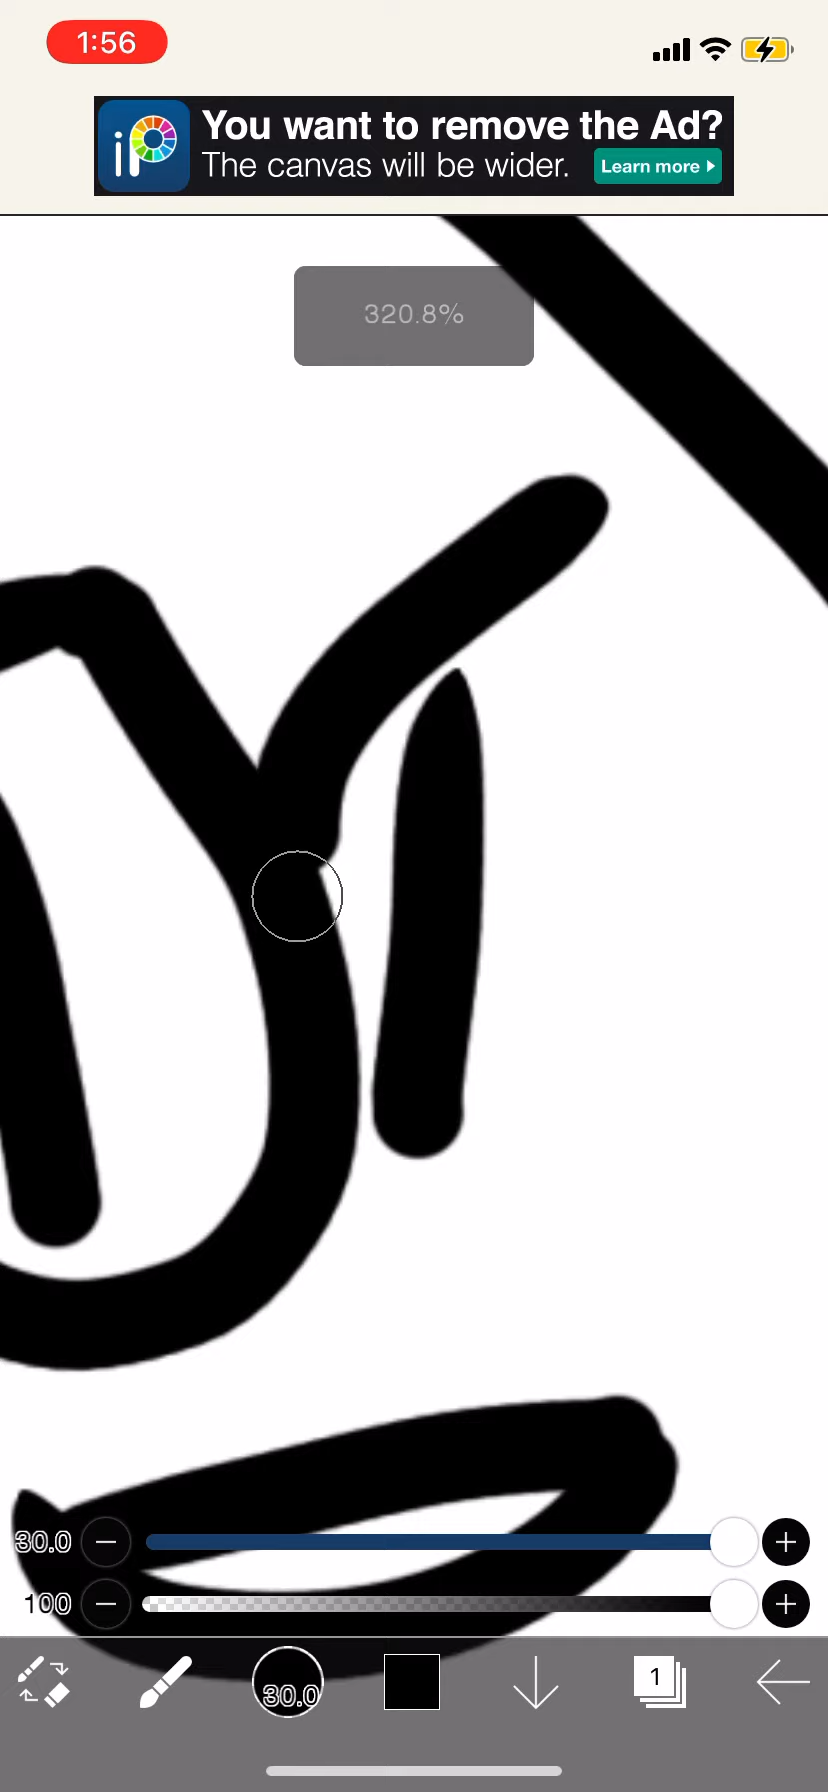 1:56
iP
You want to remove the Ad?
The canvas will be wider.
Learn more
320.8%
30.0
100
30.0
1